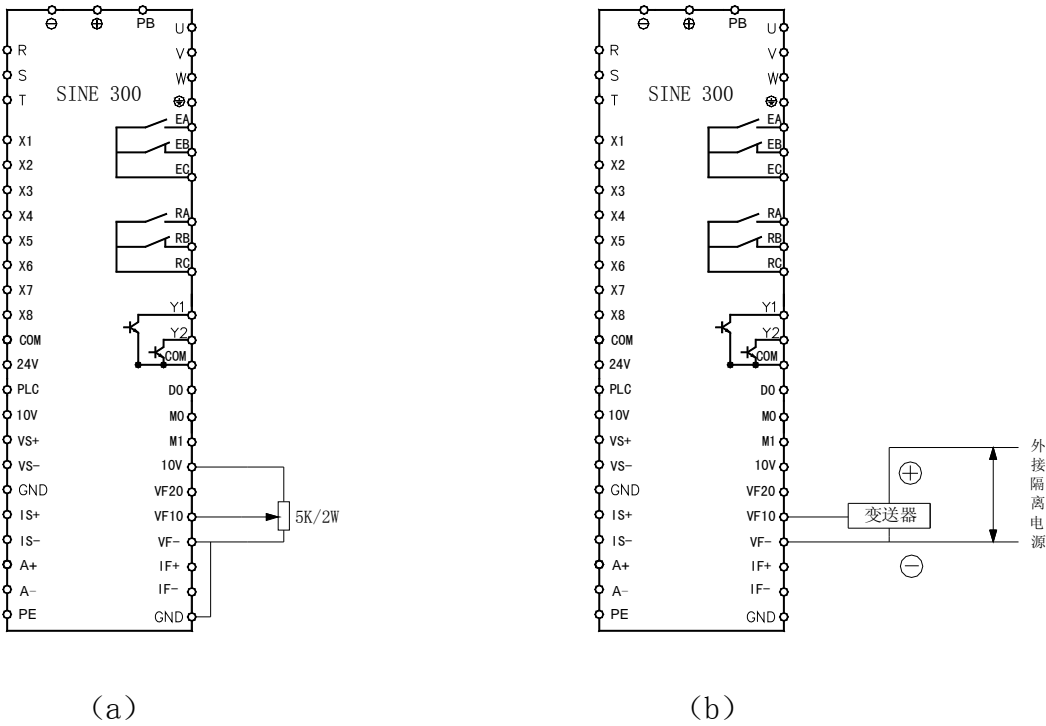 ⊖ ⊕ PB
U
R
V
S
W
SINE 300
T
EA
X1
EB
X2
EC
X3
X4
RA
X5
RB
X6
RC
X7
X8
Y1
COM
Y2
24V
COM
PLC
D0
10V
M0
VS+
M1
VS-
10V
GND
VF20
IS+
VF10
5K/2W
IS-
VF-
A+
IF+
A-
IF-
PE
GND
(a)
⊖ ⊕ PB
U
R
V
S
W
SINE 300
T
EA
X1
EB
X2
EC
X3
X4
RA
X5
RB
X6
RC
X7
X8
Y1
COM
Y2
24V
COM
PLC
D0
10V
M0
VS+
M1
VS-
10V
GND
VF20
IS+
VF10
IS-
VF-
A+
IF+
A-
IF-
PE
GND
⊕
变送器
⊖
外接隔离电源
(b)